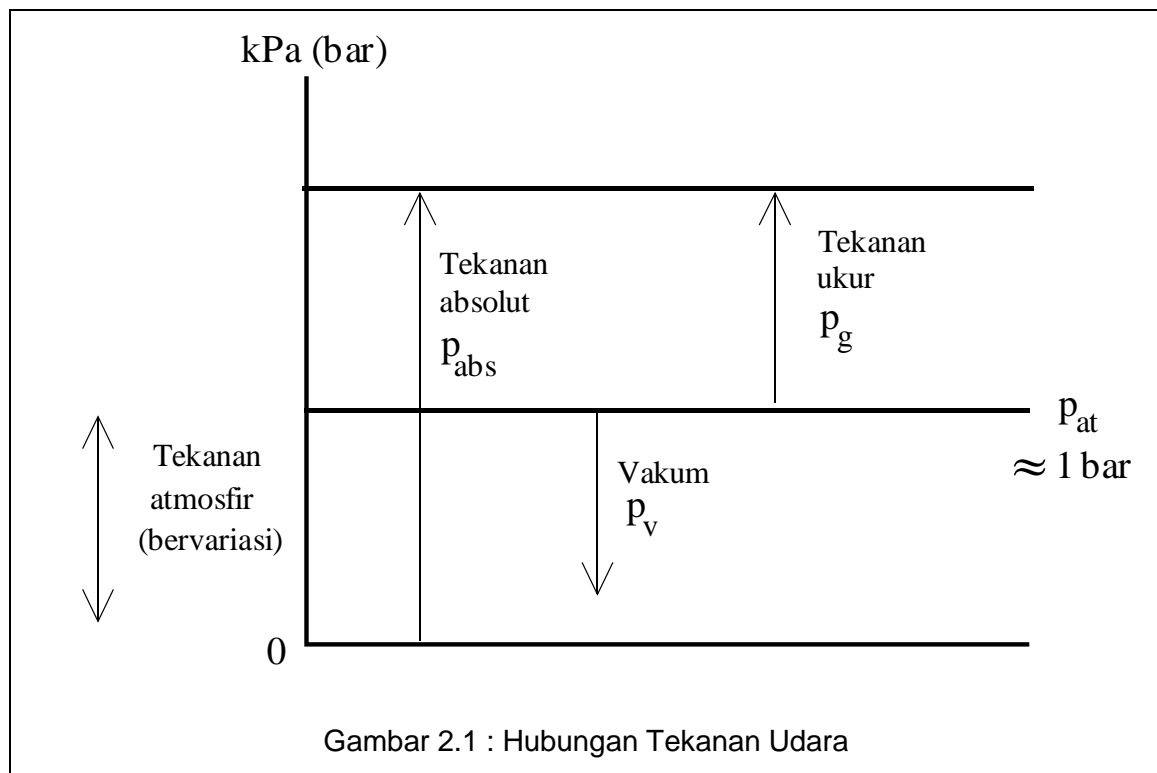 kPa (bar)
Tekanan
absolut
p_abs
Tekanan
ukur
p_g
p_at
≈ 1 bar
Tekanan
atmosfir
(bervariasi)
Vakum
p_v
0
Gambar 2.1 : Hubungan Tekanan Udara